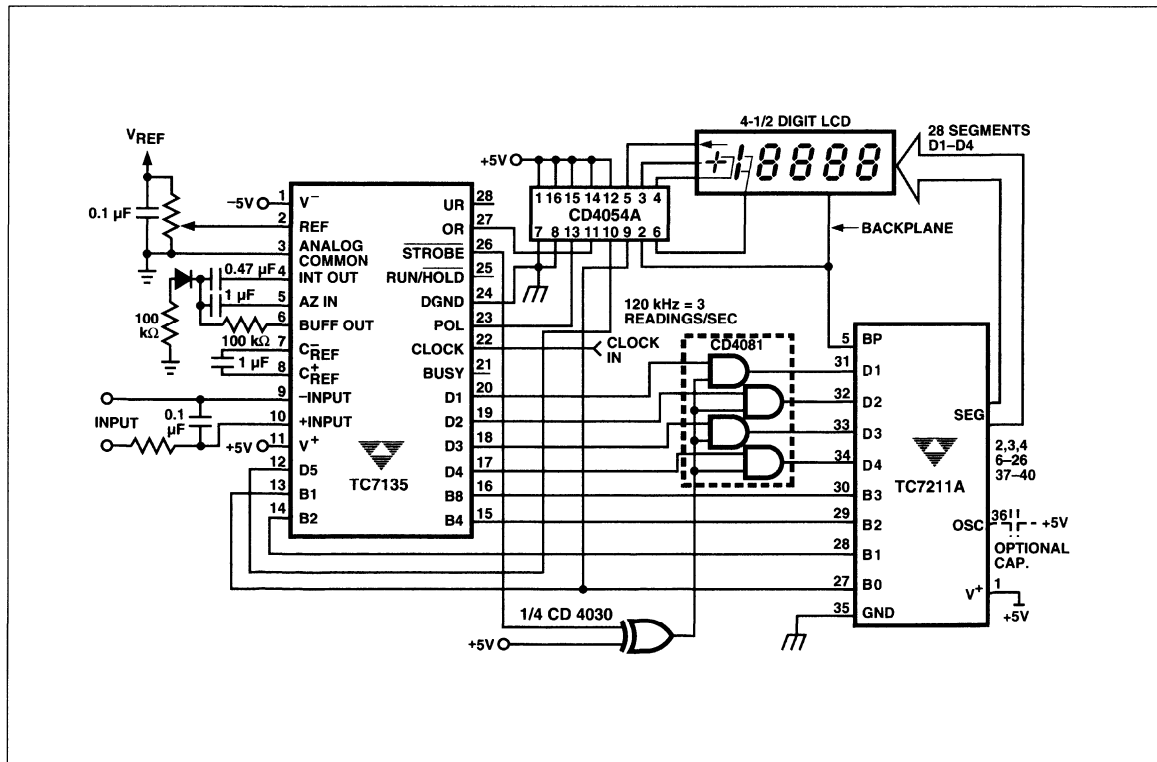 4-1/2 DIGIT LCD
28 SEGMENTS
D1–D4
VREF
+5V
0.1 µF
–5V
1 V–
2 REF
3 ANALOG
COMMON
0.47 µF
4 INT OUT
1 µF
5 AZ IN
6 BUFF OUT
100
kΩ
100 kΩ
7 C–REF
1 µF
8 C+REF
9 –INPUT
INPUT
0.1
µF
10 +INPUT
+5V
11 V+
12 D5
13 B1
14 B2
TC7135
UR 28
OR 27
STROBE 26
RUN/HOLD 25
DGND 24
POL 23
CLOCK 22
BUSY 21
D1 20
D2 19
D3 18
D4 17
B8 16
B4 15
1 16 15 14 12 5 3 4
CD4054A
7 8 13 11 10 9 2 6
BACKPLANE
120 kHz = 3
READINGS/SEC
CLOCK
IN
CD4081
1/4 CD 4030
+5V
5 BP
31 D1
32 D2
33 D3
34 D4
30 B3
29 B2
28 B1
27 B0
35 GND
TC7211A
SEG
2,3,4
6–26
37–40
OSC 36
+5V
OPTIONAL
CAP.
V+ 1
+5V